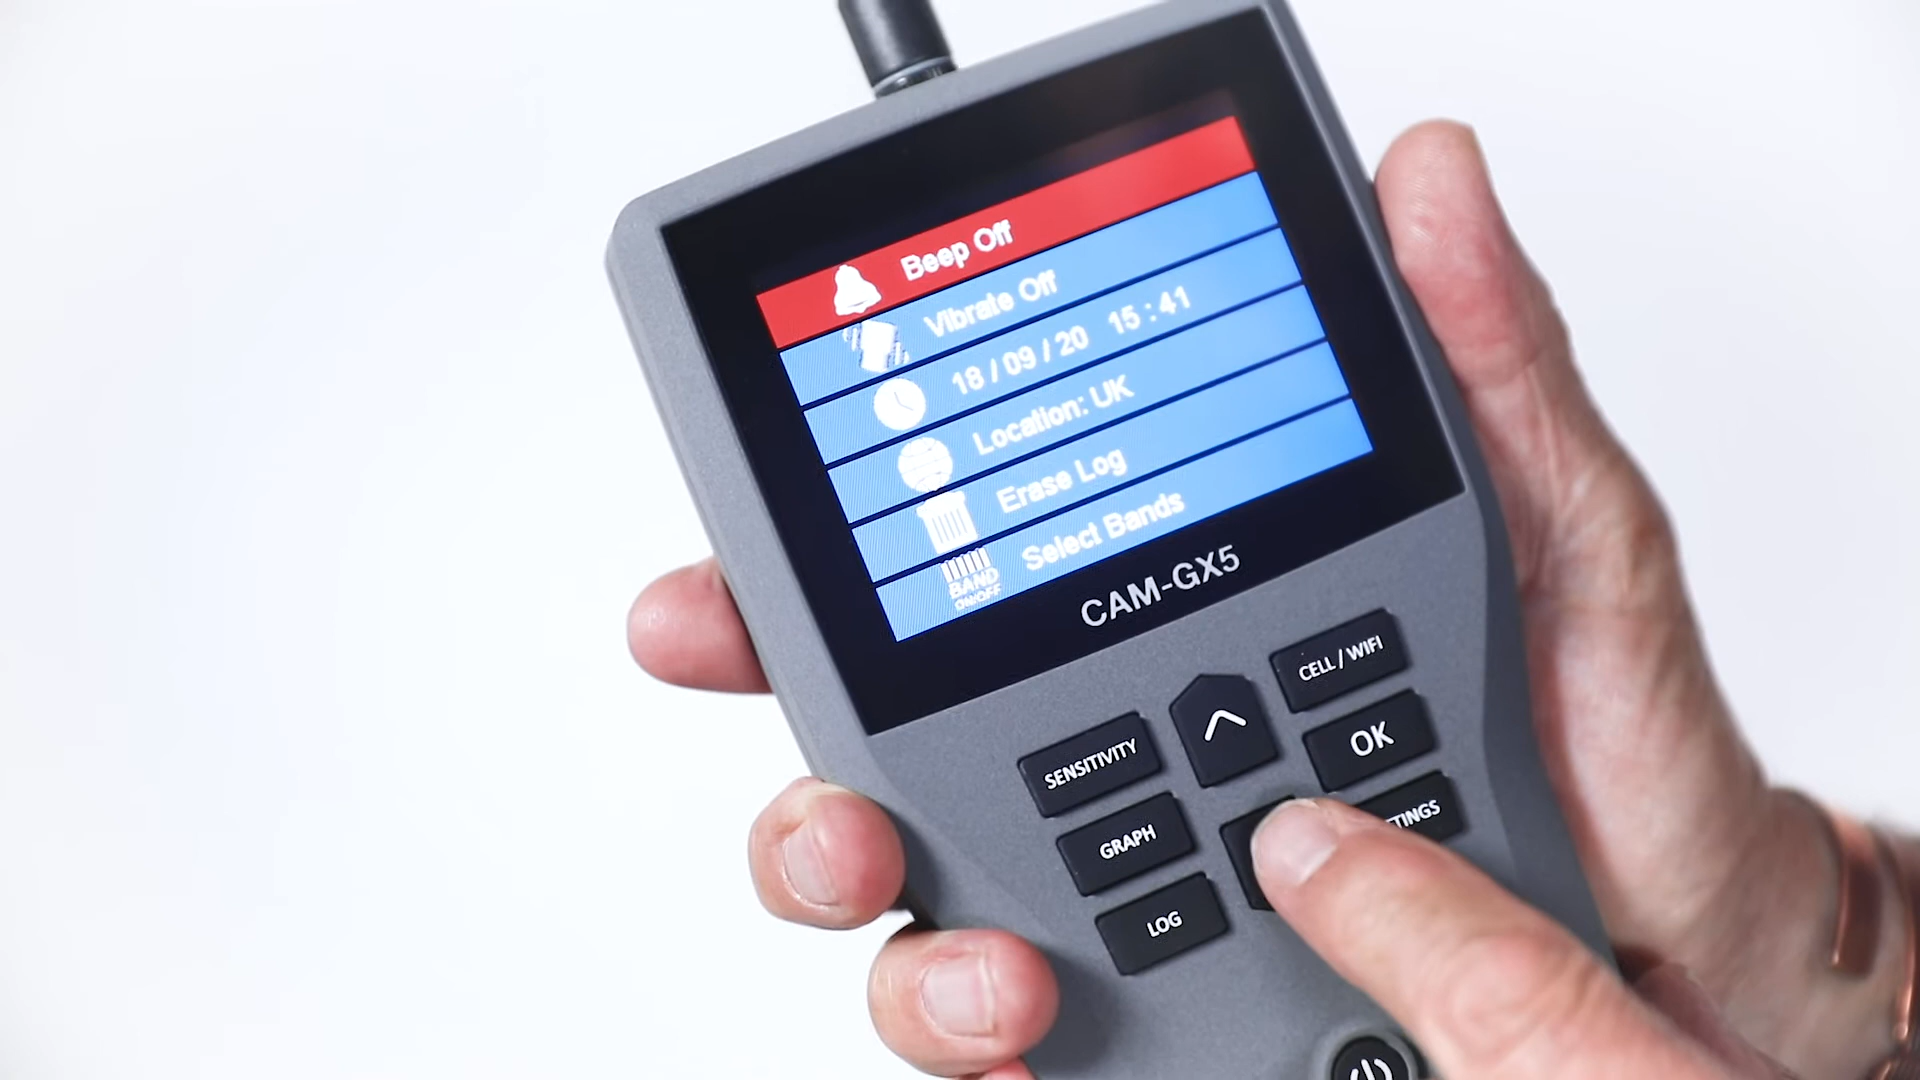 Beep Off
Vibrate Off
18 / 09 / 20 15 : 41
Location: UK
Erase Log
BAND
ON/OFF
Select Bands
CAM-GX5
CELL / WIFI
SENSITIVITY
OK
GRAPH
TINGS
LOG